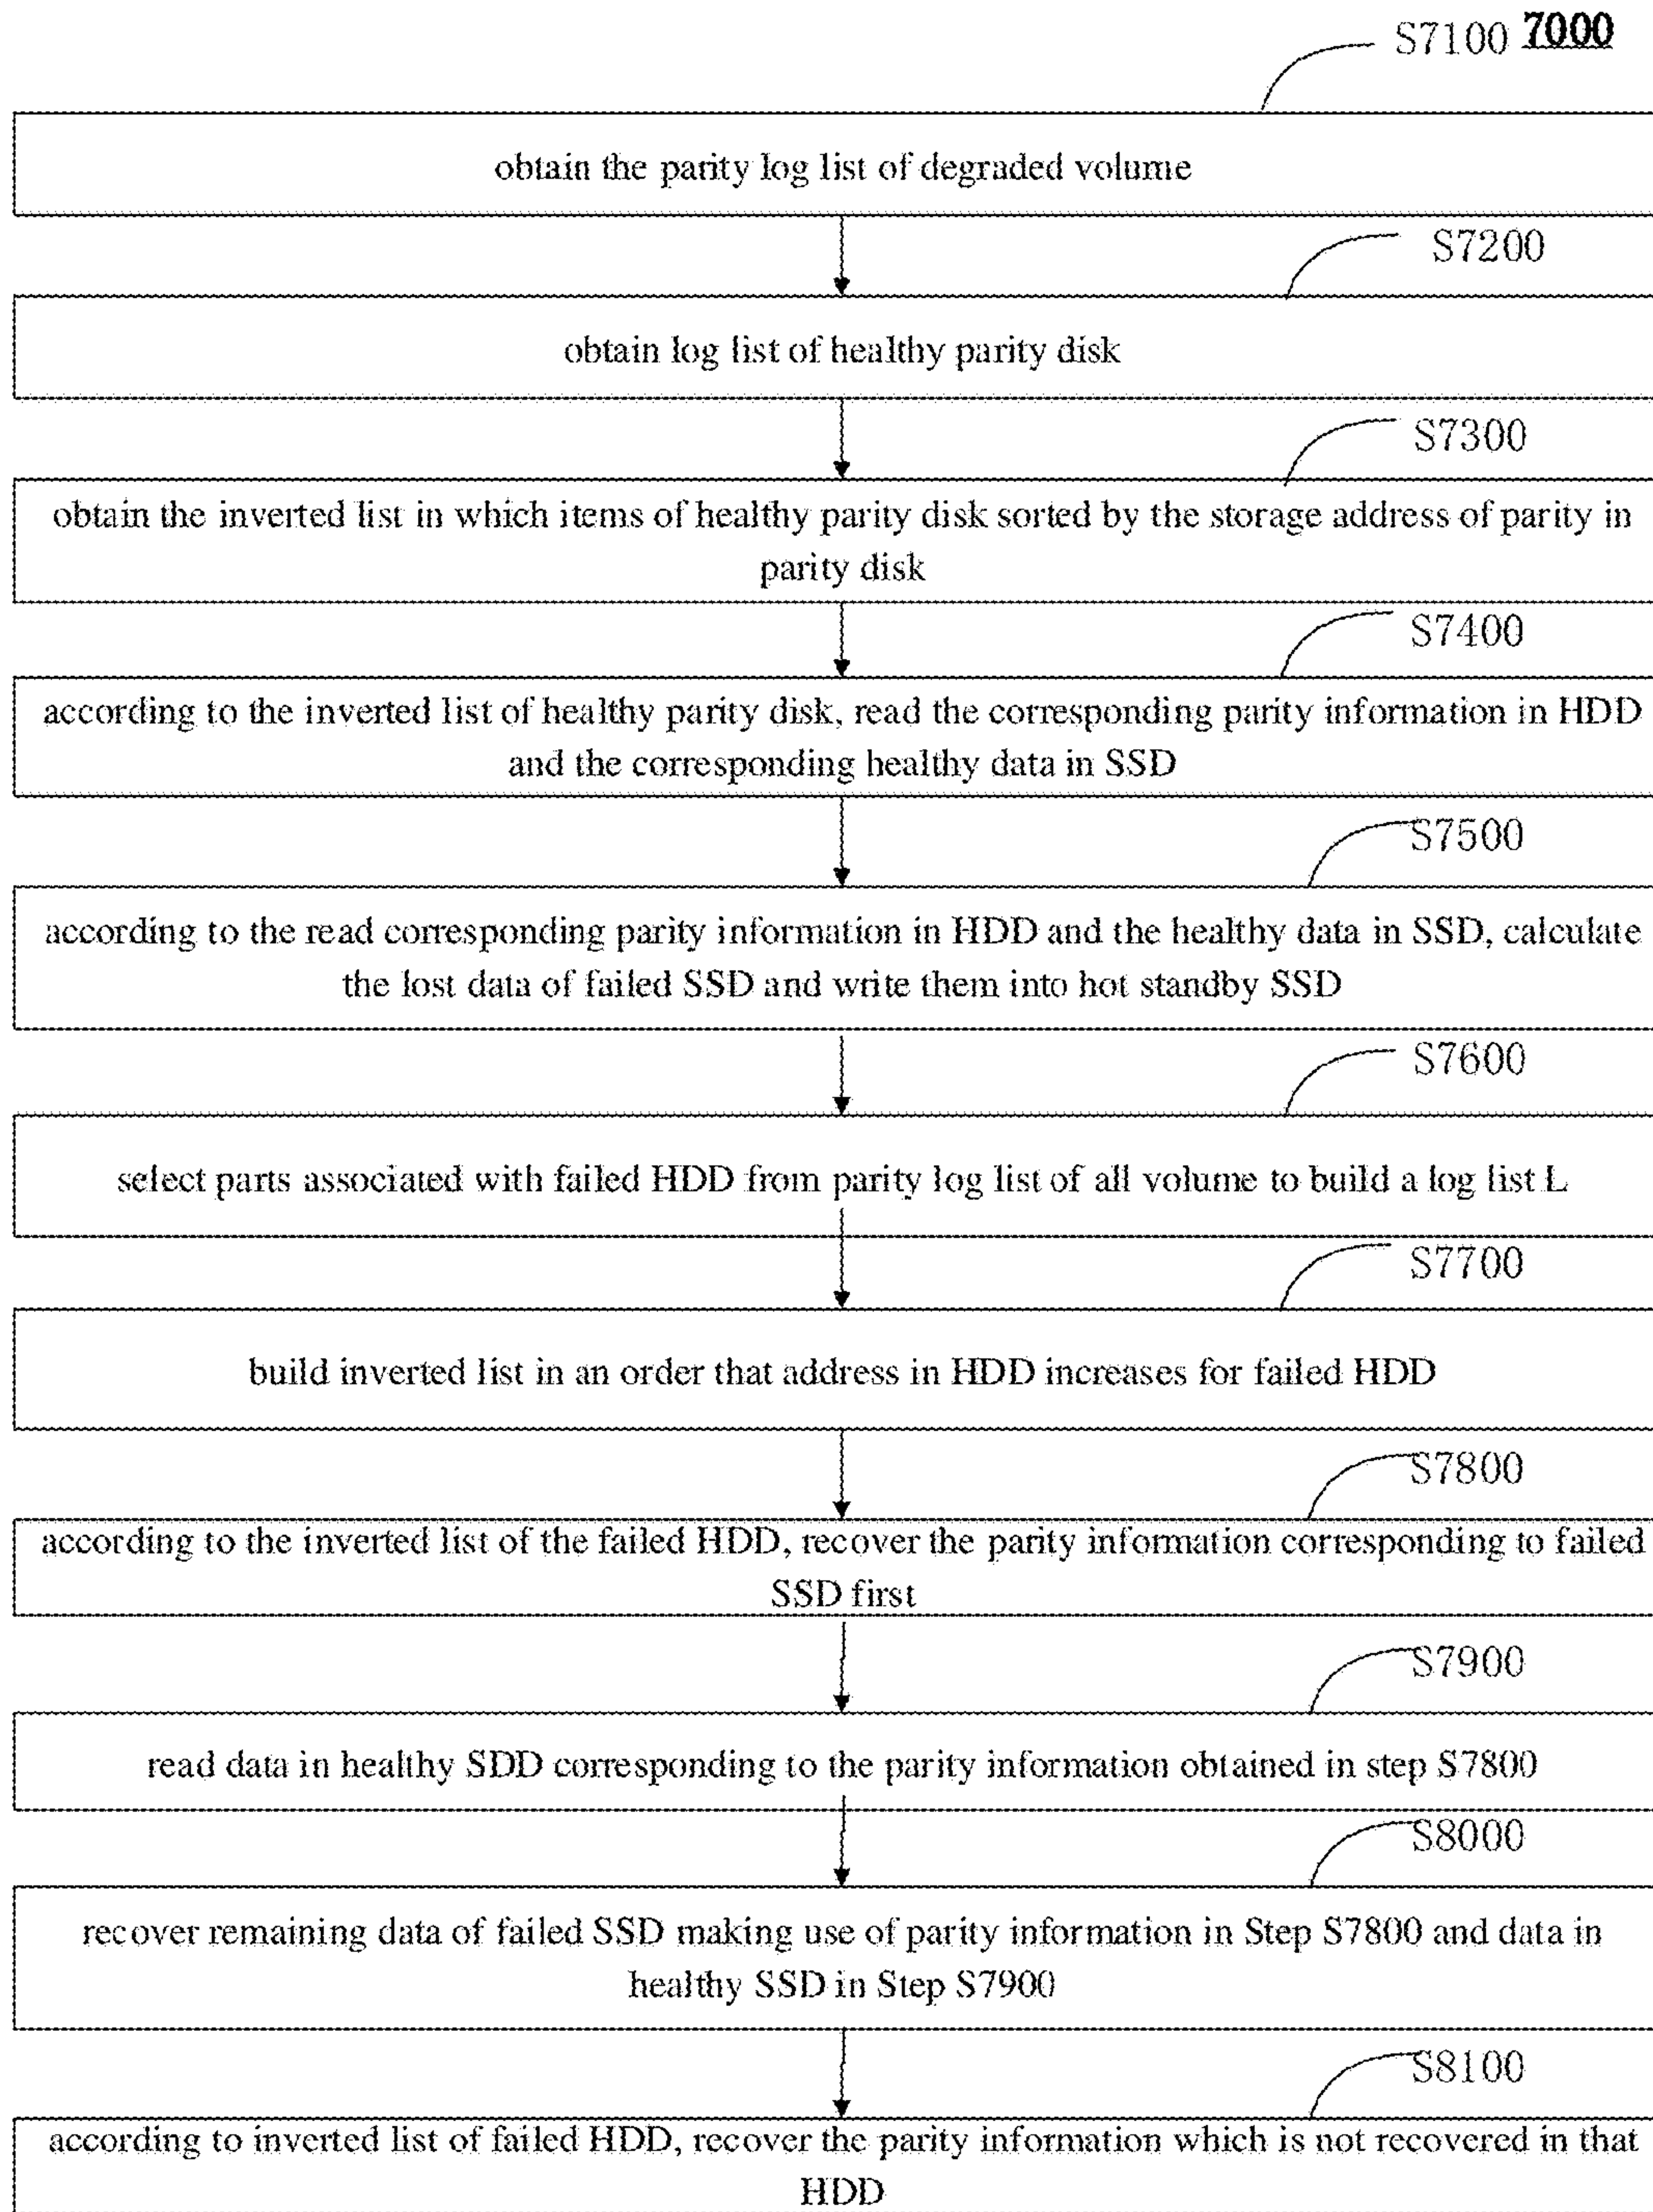 S7100 7000
obtain the parity log list of degraded volume
S7200
obtain log list of healthy parity disk
S7300
obtain the inverted list in which items of healthy parity disk sorted by the storage address of parity in
parity disk
S7400
according to the inverted list of healthy parity disk, read the corresponding parity information in HDD
and the corresponding healthy data in SSD
S7500
according to the read corresponding parity information in HDD and the healthy data in SSD, calculate
the lost data of failed SSD and write them into hot standby SSD
S7600
select parts associated with failed HDD from parity log list of all volume to build a log list L
S7700
build inverted list in an order that address in HDD increases for failed HDD
S7800
according to the inverted list of the failed HDD, recover the parity information corresponding to failed
SSD first
S7900
read data in healthy SDD corresponding to the parity information obtained in step S7800
S8000
recover remaining data of failed SSD making use of parity information in Step S7800 and data in
healthy SSD in Step S7900
S8100
according to inverted list of failed HDD, recover the parity information which is not recovered in that
HDD